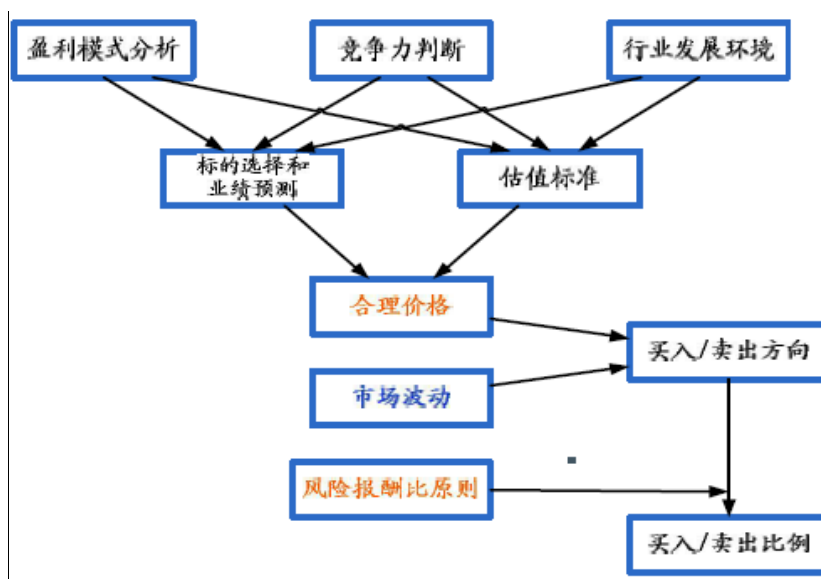 盈利模式分析
竞争力判断
行业发展环境
标的选择和
业绩预测
估值标准
合理价格
买入/卖出方向
市场波动
风险报酬比原则
买入/卖出比例